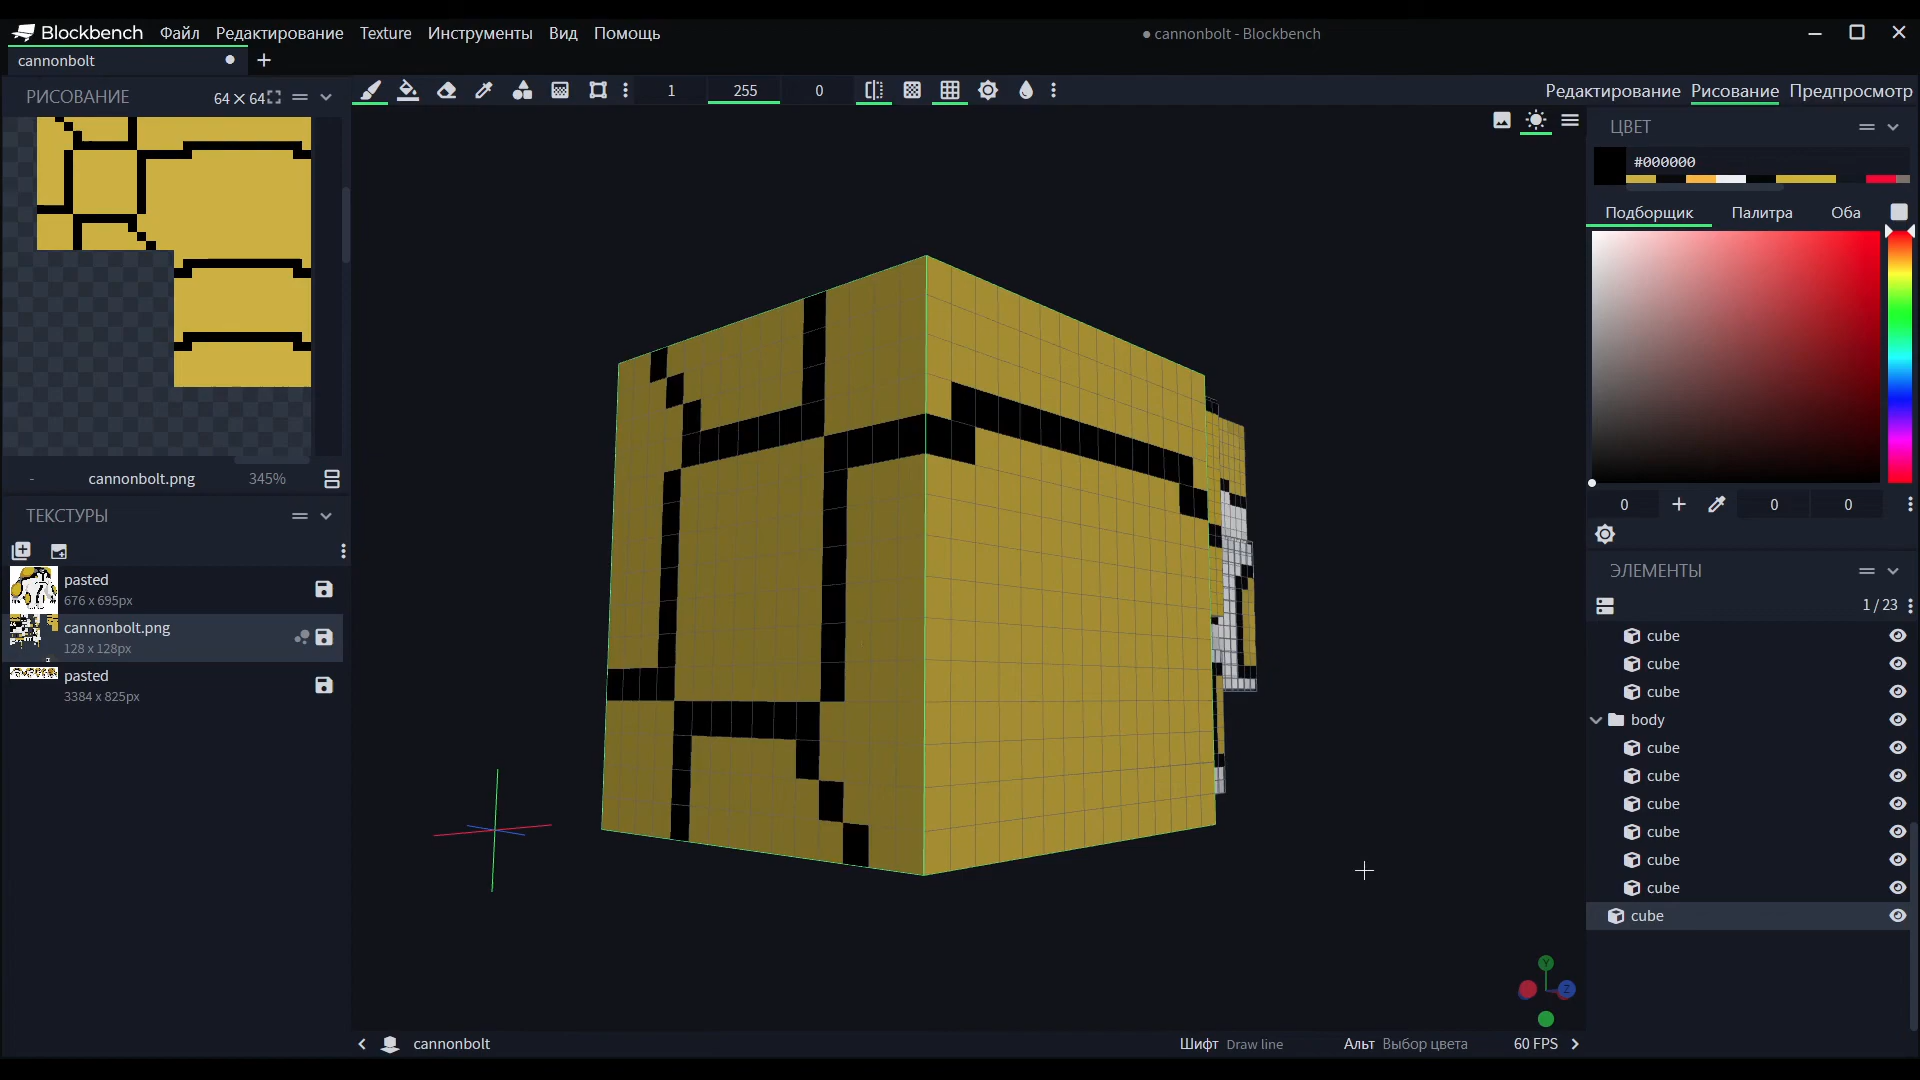 Blockbench Файл Редактирование Texture Инструменты Вид Помощь
cannonbolt - Blockbench
cannonbolt
РИСОВАНИЕ 64 × 64
1 255 0
Редактирование Рисование Предпросмотр
ЦВЕТ
#000000
Подборщик Палитра Оба
- cannonbolt.png 345%
0 0 0
ТЕКСТУРЫ
pasted
676 x 695px
cannonbolt.png
128 x 128px
pasted
3384 x 825px
ЭЛЕМЕНТЫ
1 / 23
cube
cube
cube
body
cube
cube
cube
cube
cube
cube
cube
Y
Z
cannonbolt
Шифт Draw line Альт Выбор цвета 60 FPS